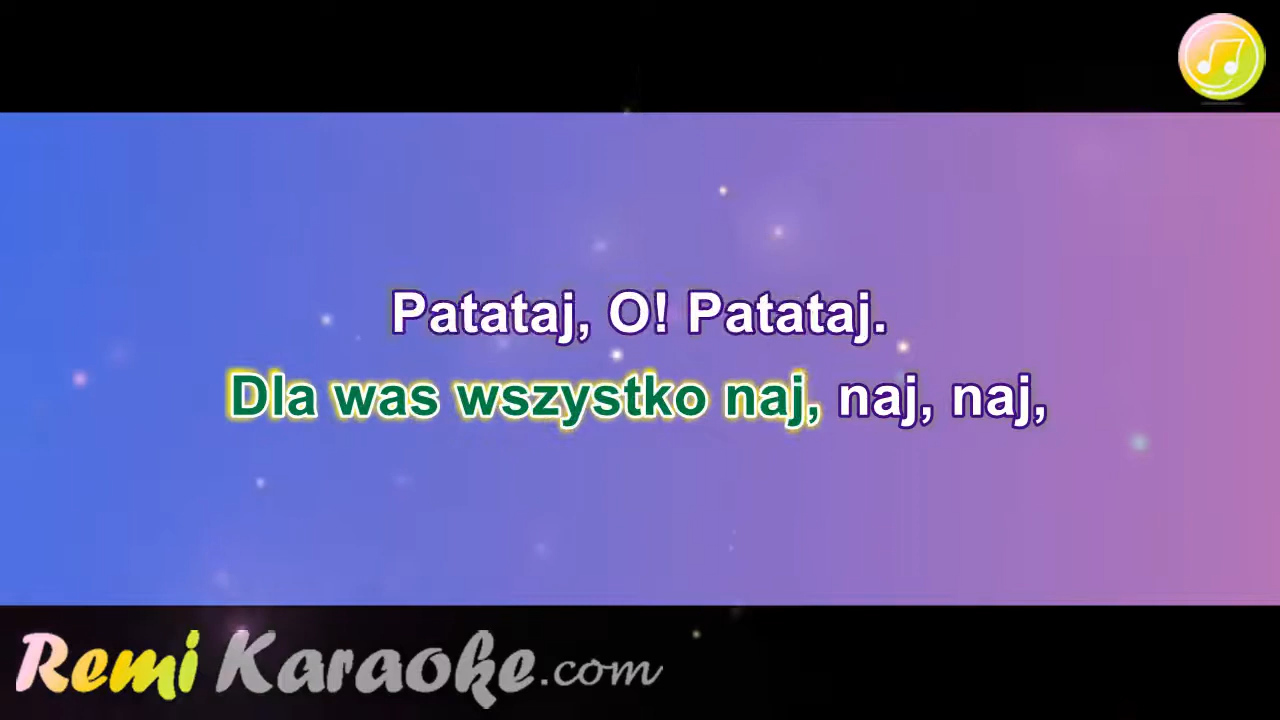 Patataj, O! Patataj.
Dla was wszystko naj, naj, naj,
Remi Karaoke.com